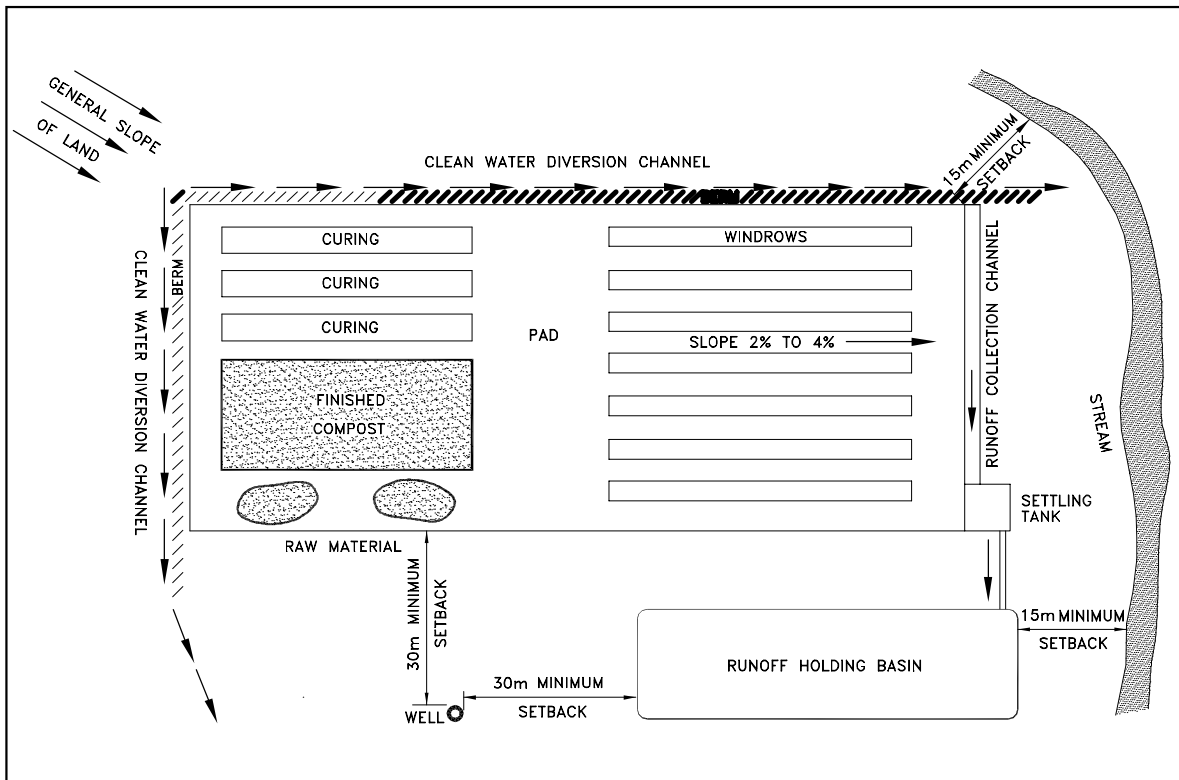 GENERAL SLOPE
OF LAND
CLEAN WATER DIVERSION CHANNEL
BERM
15m MINIMUM
SETBACK
CLEAN WATER DIVERSION CHANNEL
BERM
CURING
CURING
CURING
FINISHED
COMPOST
RAW MATERIAL
PAD
WINDROWS
SLOPE 2% TO 4%
RUNOFF COLLECTION CHANNEL
STREAM
SETTLING
TANK
30m MINIMUM
SETBACK
WELL
30m MINIMUM
SETBACK
RUNOFF HOLDING BASIN
15m MINIMUM
SETBACK